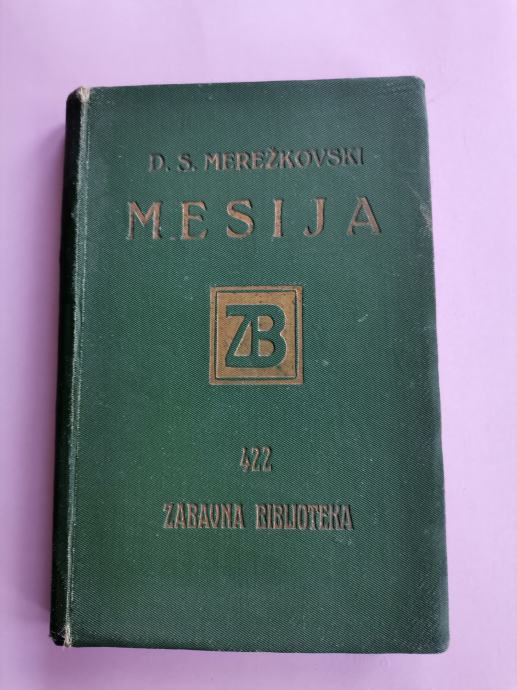 D. S. MEREŽKOVSKI
MESIJA
ZB
422
ZABAVNA BIBLIOTEKA